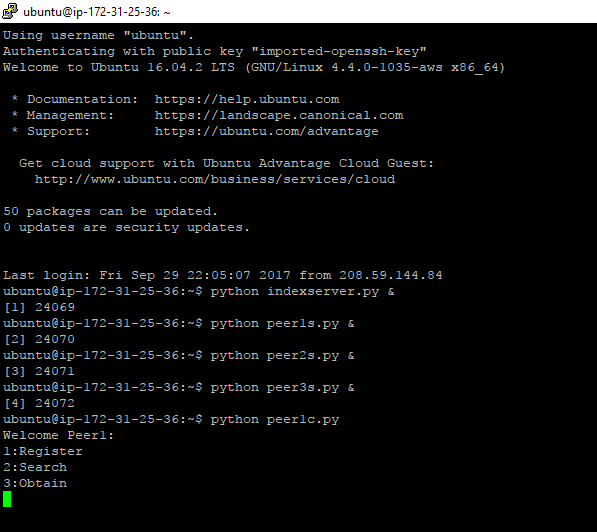 ubuntu@ip-172-31-25-36: ~
Using username "ubuntu".
Authenticating with public key "imported-openssh-key"
Welcome to Ubuntu 16.04.2 LTS (GNU/Linux 4.4.0-1035-aws x86_64)
* Documentation:  https://help.ubuntu.com
* Management:     https://landscape.canonical.com
* Support:        https://ubuntu.com/advantage
Get cloud support with Ubuntu Advantage Cloud Guest:
http://www.ubuntu.com/business/services/cloud
50 packages can be updated.
0 updates are security updates.
Last login: Fri Sep 29 22:05:07 2017 from 208.59.144.84
ubuntu@ip-172-31-25-36:~$ python indexserver.py &
[1] 24069
ubuntu@ip-172-31-25-36:~$ python peer1s.py &
[2] 24070
ubuntu@ip-172-31-25-36:~$ python peer2s.py &
[3] 24071
ubuntu@ip-172-31-25-36:~$ python peer3s.py &
[4] 24072
ubuntu@ip-172-31-25-36:~$ python peer1c.py
Welcome Peer1:
1:Register
2:Search
3:Obtain